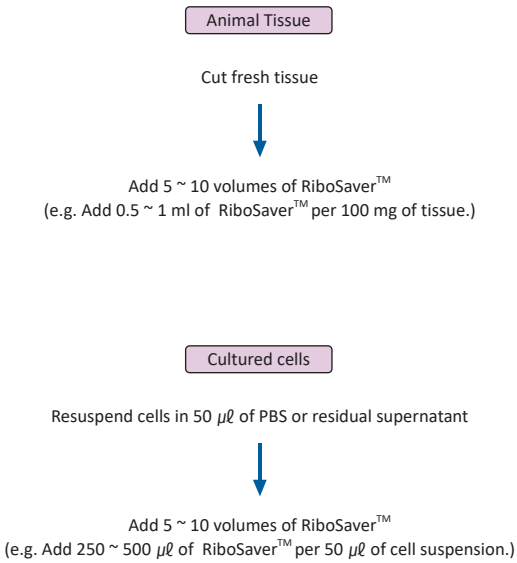 Animal Tissue
Cut fresh tissue
Add 5 ~ 10 volumes of RiboSaver™
(e.g. Add 0.5 ~ 1 ml of RiboSaver™ per 100 mg of tissue.)
Cultured cells
Resuspend cells in 50 μℓ of PBS or residual supernatant
Add 5 ~ 10 volumes of RiboSaver™
(e.g. Add 250 ~ 500 μℓ of RiboSaver™ per 50 μℓ of cell suspension.)